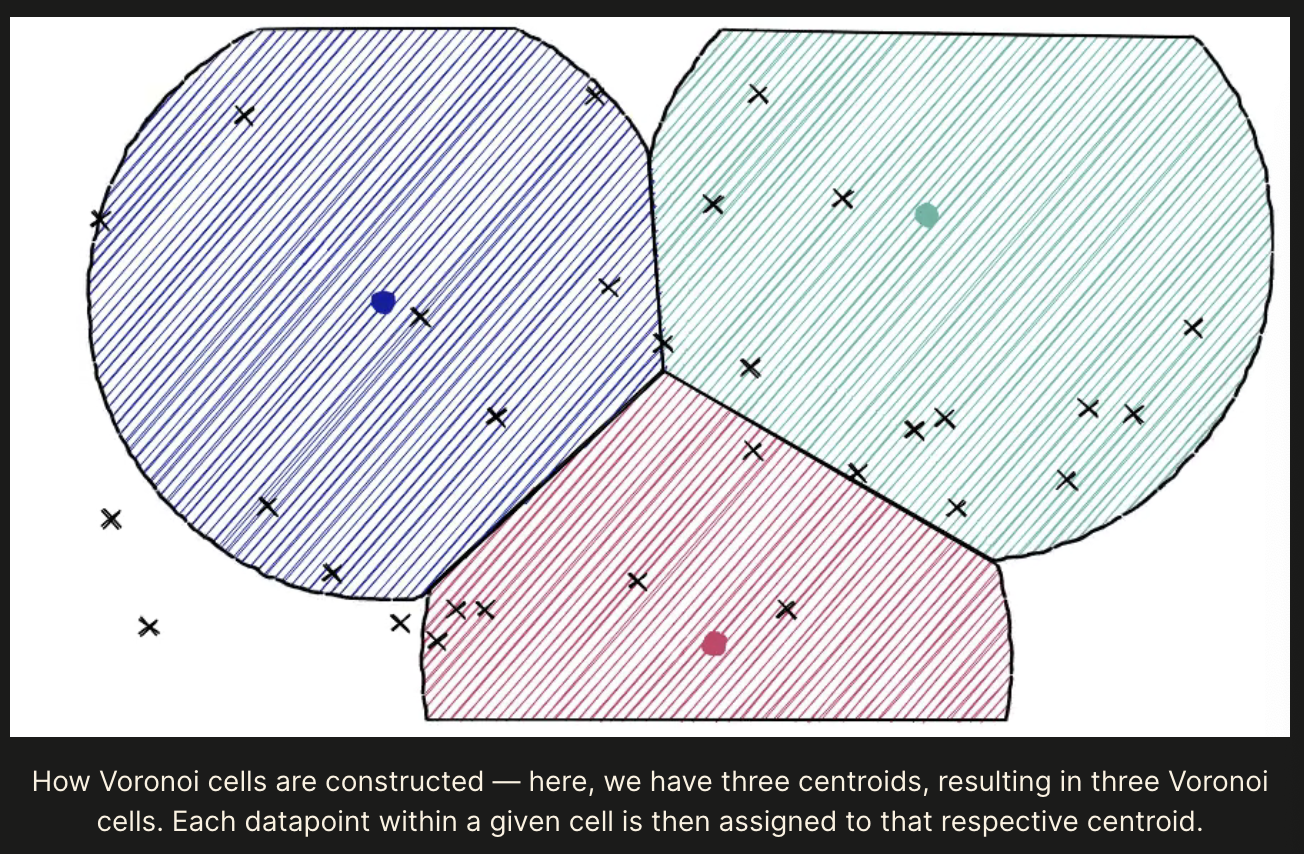 How Voronoi cells are constructed — here, we have three centroids, resulting in three Voronoi
cells. Each datapoint within a given cell is then assigned to that respective centroid.